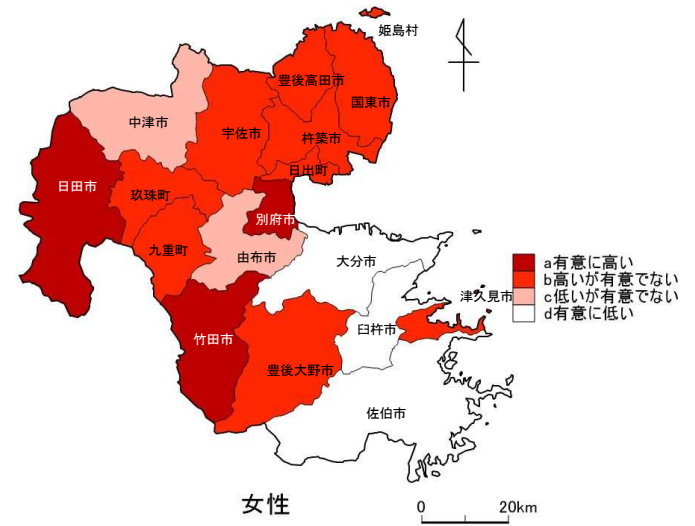 姫島村
豊後高田市
国東市
中津市
宇佐市
杵築市
日出町
日田市
玖珠町
別府市
九重町
由布市
大分市
a有意に高い
b高いが有意でない
c低いが有意でない
d有意に低い
津久見市
臼杵市
竹田市
豊後大野市
佐伯市
女性
0 20km